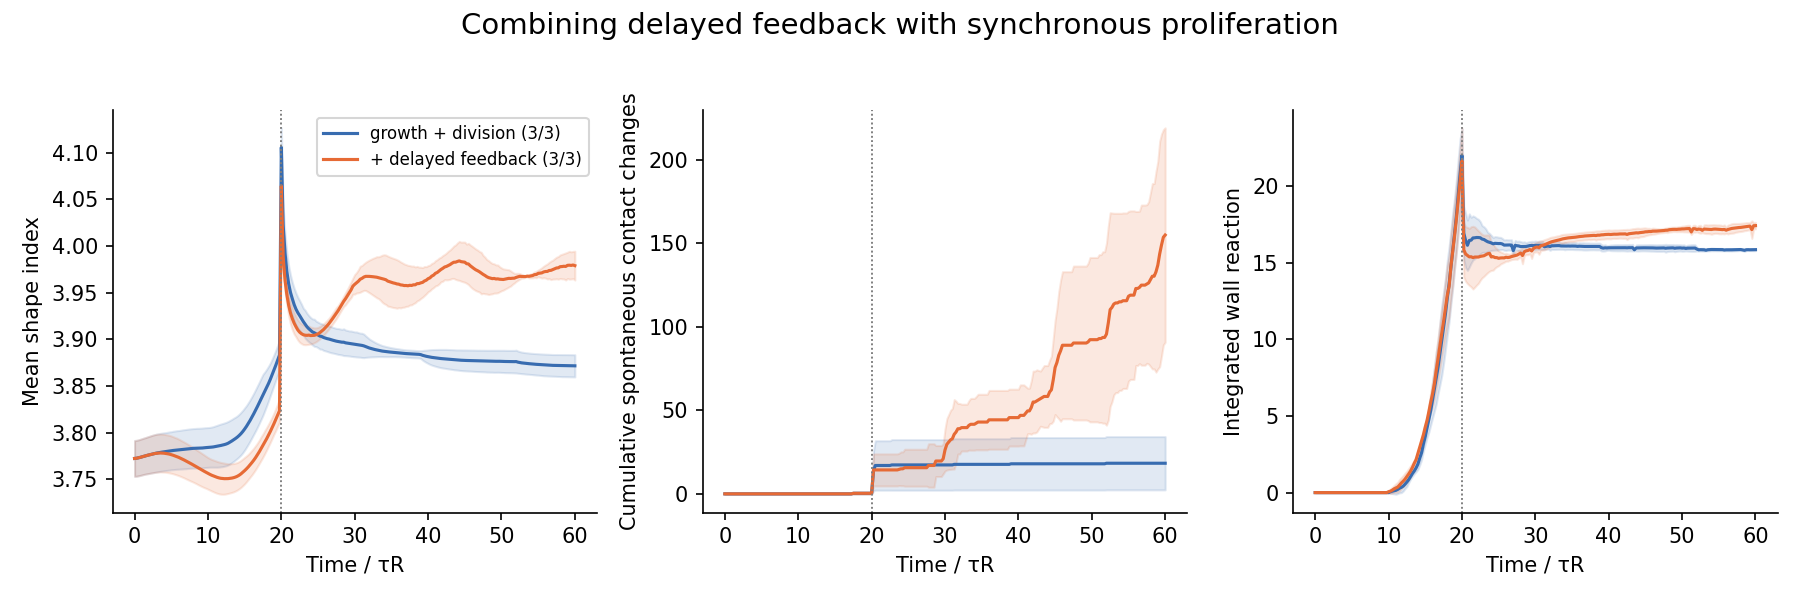 Combining delayed feedback with synchronous proliferation
Mean shape index
4.10
4.05
4.00
3.95
3.90
3.85
3.80
3.75
growth + division (3/3)
+ delayed feedback (3/3)
0 10 20 30 40 50 60
Time / τR
Cumulative spontaneous contact changes
200
150
100
50
0
0 10 20 30 40 50 60
Time / τR
Integrated wall reaction
20
15
10
5
0
0 10 20 30 40 50 60
Time / τR